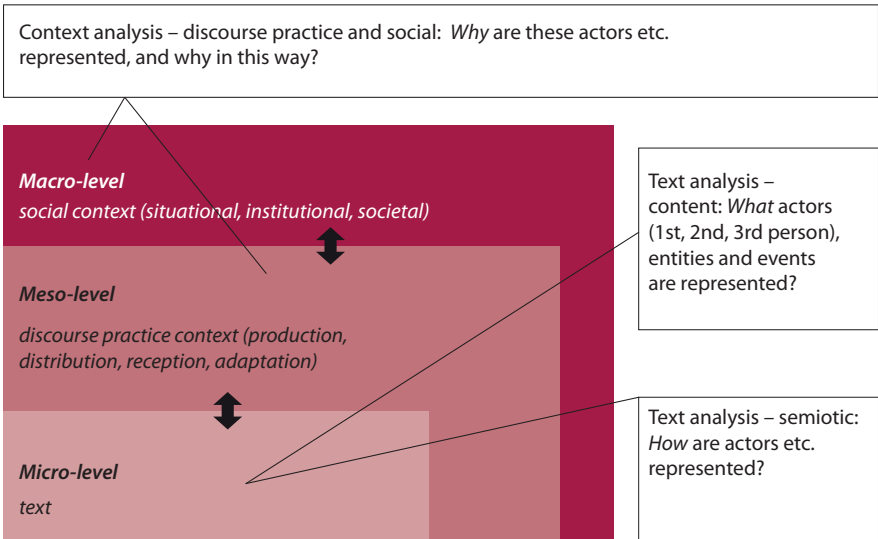 Context analysis – discourse practice and social: Why are these actors etc.
represented, and why in this way?
Macro-level
social context (situational, institutional, societal)
Meso-level
discourse practice context (production,
distribution, reception, adaptation)
Micro-level
text
Text analysis –
content: What actors
(1st, 2nd, 3rd person),
entities and events
are represented?
Text analysis – semiotic:
How are actors etc.
represented?